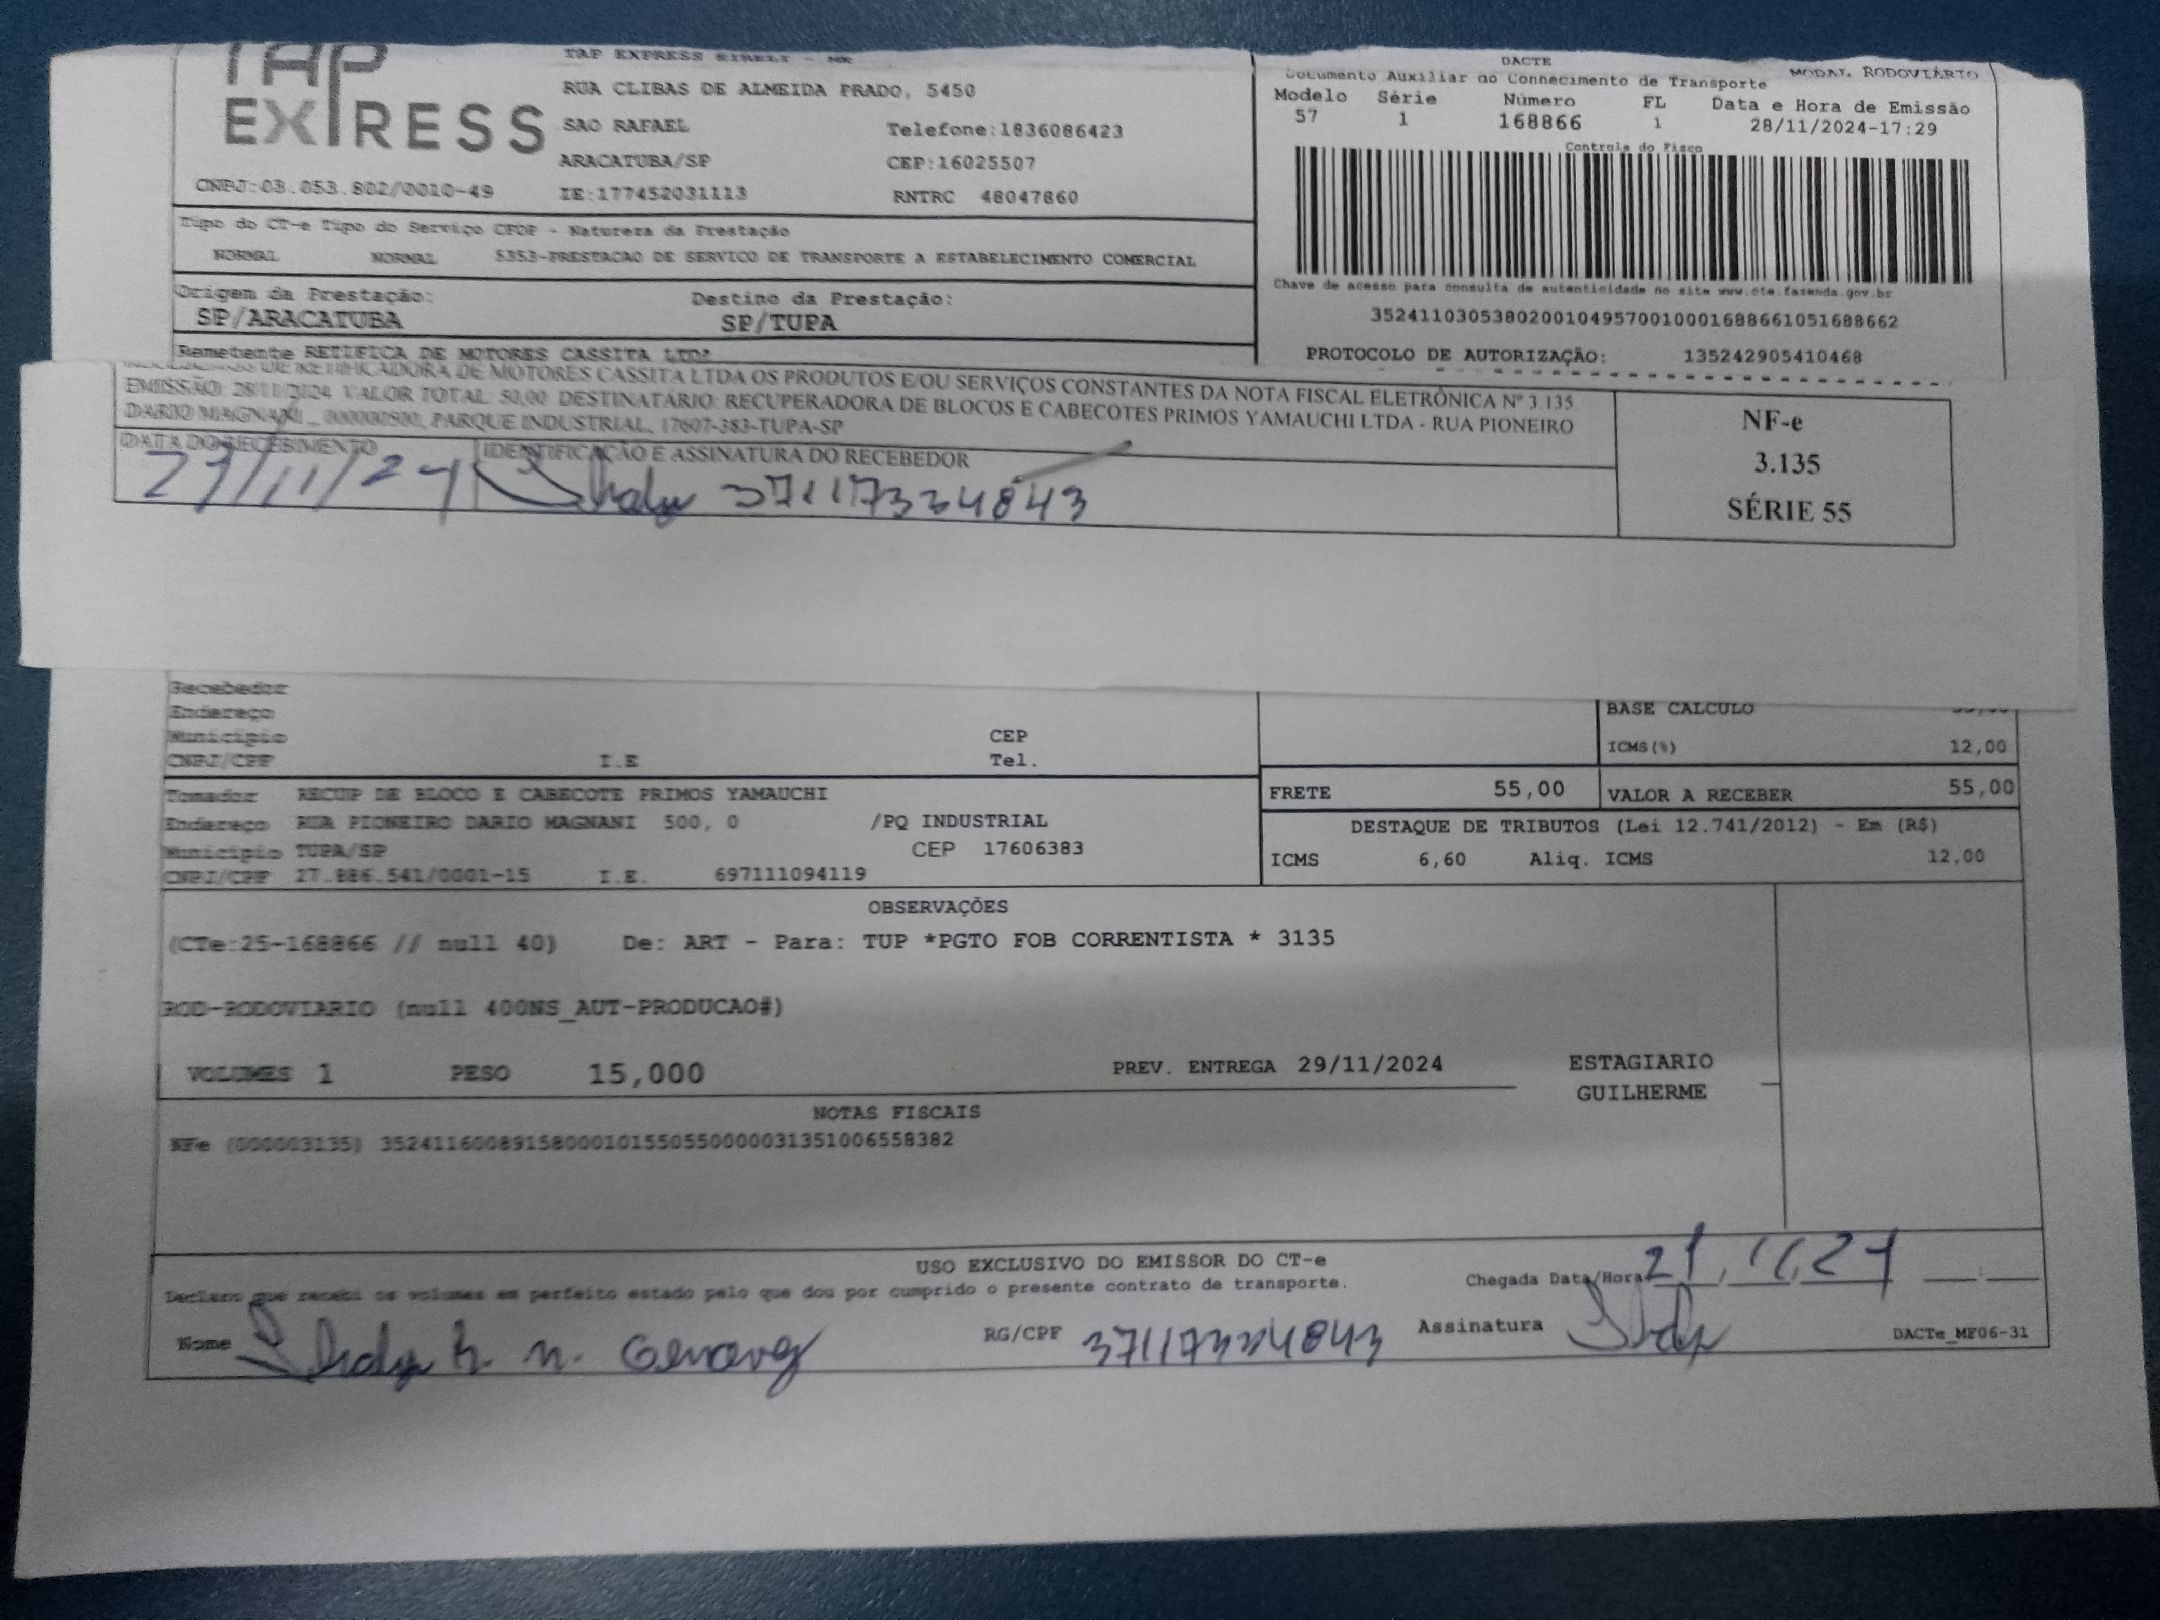 TAP
EXPRESS
TAP EXPRESS EIRELI - ME
RUA CLIBAS DE ALMEIDA PRADO, 5450
SAO RAFAEL Telefone:1836086423
ARACATUBA/SP CEP:16025507
CNPJ:03.053.802/0010-49 IE:177452031113 RNTRC 48047860
DACTE
Documento Auxiliar do Conhecimento de Transporte MODAL RODOVIÁRIO
Modelo Série Número FL Data e Hora de Emissão
57 1 168866 1 28/11/2024-17:29
Controle do Fisco
Chave de acesso para consulta de autenticidade no site www.cte.fazenda.gov.br
35241103053802001049570010001688661051688662
PROTOCOLO DE AUTORIZAÇÃO: 135242905410468
Tipo do CT-e Tipo do Serviço CFOP - Natureza da Prestação
NORMAL NORMAL 5353-PRESTACAO DE SERVICO DE TRANSPORTE A ESTABELECIMENTO COMERCIAL
Origem da Prestação: Destino da Prestação:
SP/ARACATUBA SP/TUPA
Remetente RETIFICA DE MOTORES CASSITA LTDA
DE RETIFICADORA DE MOTORES CASSITA LTDA OS PRODUTOS E/OU SERVIÇOS CONSTANTES DA NOTA FISCAL ELETRÔNICA Nº 3.135
EMISSÃO: 28/11/2024 VALOR TOTAL: 50,00 DESTINATÁRIO: RECUPERADORA DE BLOCOS E CABECOTES PRIMOS YAMAUCHI LTDA - RUA PIONEIRO
DARIO MAGNANI _, 000000500, PARQUE INDUSTRIAL, 17607-383-TUPA-SP
DATA DO RECEBIMENTO IDENTIFICAÇÃO E ASSINATURA DO RECEBEDOR
37117334843
NF-e
3.135
SÉRIE 55
Recebedor
Endereço
Município CEP
CNPJ/CPF I.E Tel.
BASE CALCULO
ICMS(%) 12,00
FRETE 55,00 VALOR A RECEBER 55,00
Tomador RECUP DE BLOCO E CABECOTE PRIMOS YAMAUCHI
Endereço RUA PIONEIRO DARIO MAGNANI 500, 0 /PQ INDUSTRIAL
Município TUPA/SP CEP 17606383
CNPJ/CPF 27.886.541/0001-15 I.E. 697111094119
DESTAQUE DE TRIBUTOS (Lei 12.741/2012) - Em (R$)
ICMS 6,60 Aliq. ICMS 12,00
OBSERVAÇÕES
(CTe:25-168866 // null 40) De: ART - Para: TUP *PGTO FOB CORRENTISTA * 3135
ROD-RODOVIARIO (null 400NS_AUT-PRODUCAO#)
VOLUMES 1 PESO 15,000 PREV. ENTREGA 29/11/2024 ESTAGIARIO
GUILHERME
NOTAS FISCAIS
NFe (000003135) 35241160089158000101550550000031351006558382
USO EXCLUSIVO DO EMISSOR DO CT-e
Declaro que recebi os volumes em perfeito estado pelo que dou por cumprido o presente contrato de transporte.
Chegada Data/Hora
Nome RG/CPF 37117334843 Assinatura
DACTe_MF06-31